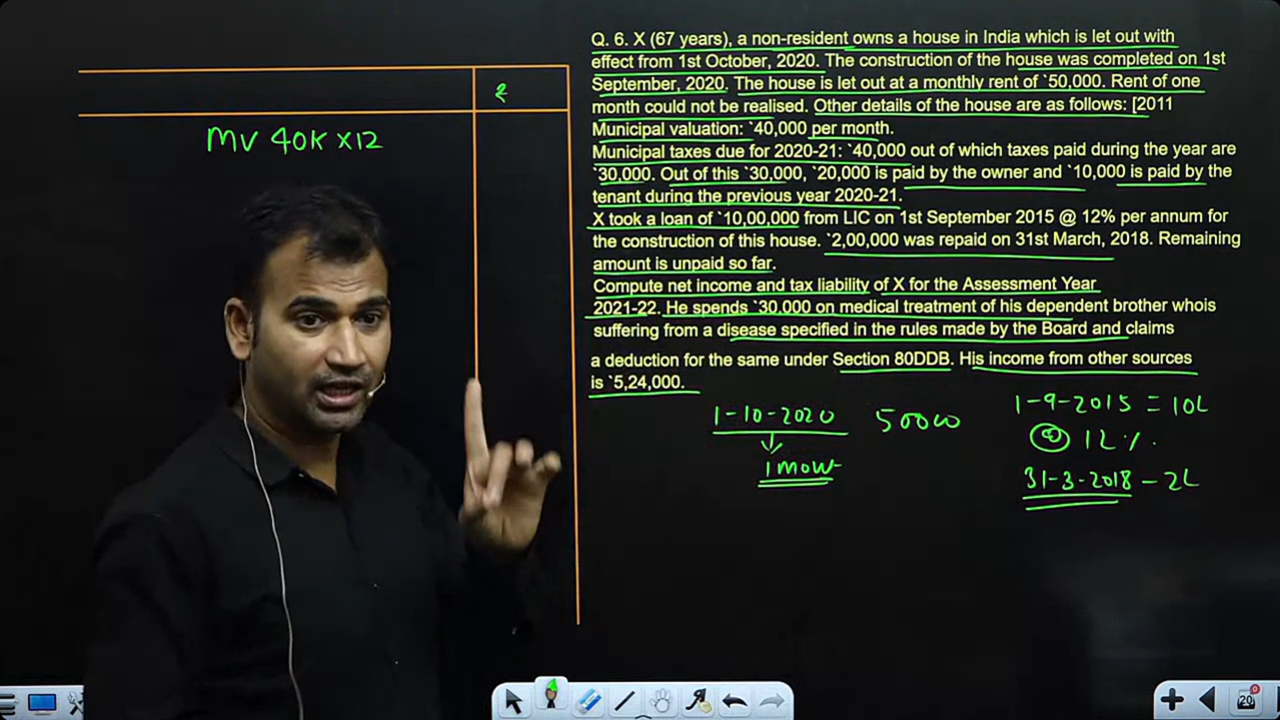 Q. 6. X (67 years), a non-resident owns a house in India which is let out with
effect from 1st October, 2020. The construction of the house was completed on 1st
September, 2020. The house is let out at a monthly rent of `50,000. Rent of one
month could not be realised. Other details of the house are as follows: [2011
Municipal valuation: `40,000 per month.
Municipal taxes due for 2020-21: `40,000 out of which taxes paid during the year are
`30,000. Out of this `30,000, `20,000 is paid by the owner and `10,000 is paid by the
tenant during the previous year 2020-21.
X took a loan of `10,00,000 from LIC on 1st September 2015 @ 12% per annum for
the construction of this house. `2,00,000 was repaid on 31st March, 2018. Remaining
amount is unpaid so far.
Compute net income and tax liability of X for the Assessment Year
2021-22. He spends `30,000 on medical treatment of his dependent brother whois
suffering from a disease specified in the rules made by the Board and claims
a deduction for the same under Section 80DDB. His income from other sources
is `5,24,000.
₹
MV 40K X12
1-10-2020 50000
1 mow
1-9-2015 = 10L
@ 12%.
31-3-2018 - 2L
20
0